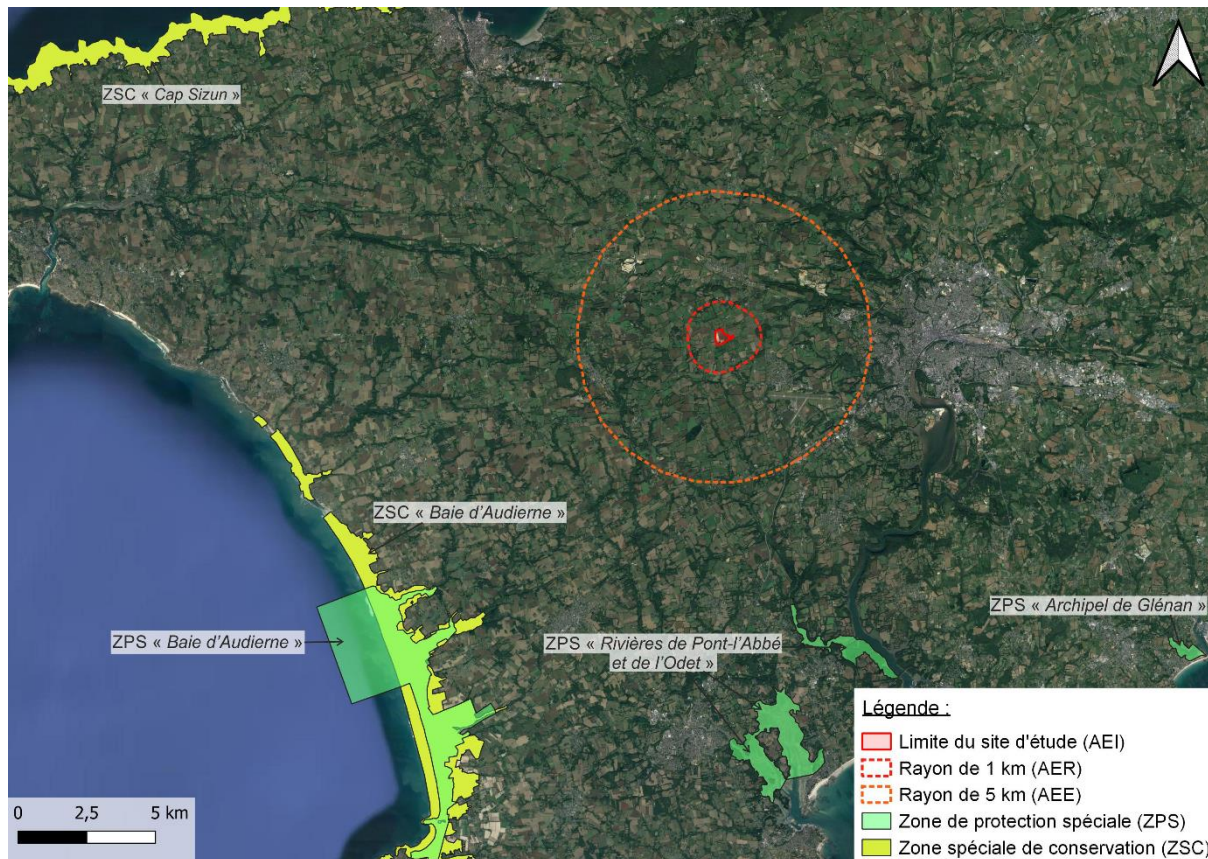 ZSC « Cap Sizun »
ZSC « Baie d'Audierne »
ZPS « Baie d'Audierne »
ZPS « Rivières de Pont-l'Abbé
et de l'Odet »
ZPS « Archipel de Glénan »
Légende :
Limite du site d'étude (AEI)
Rayon de 1 km (AER)
Rayon de 5 km (AEE)
Zone de protection spéciale (ZPS)
Zone spéciale de conservation (ZSC)
0 2,5 5 km